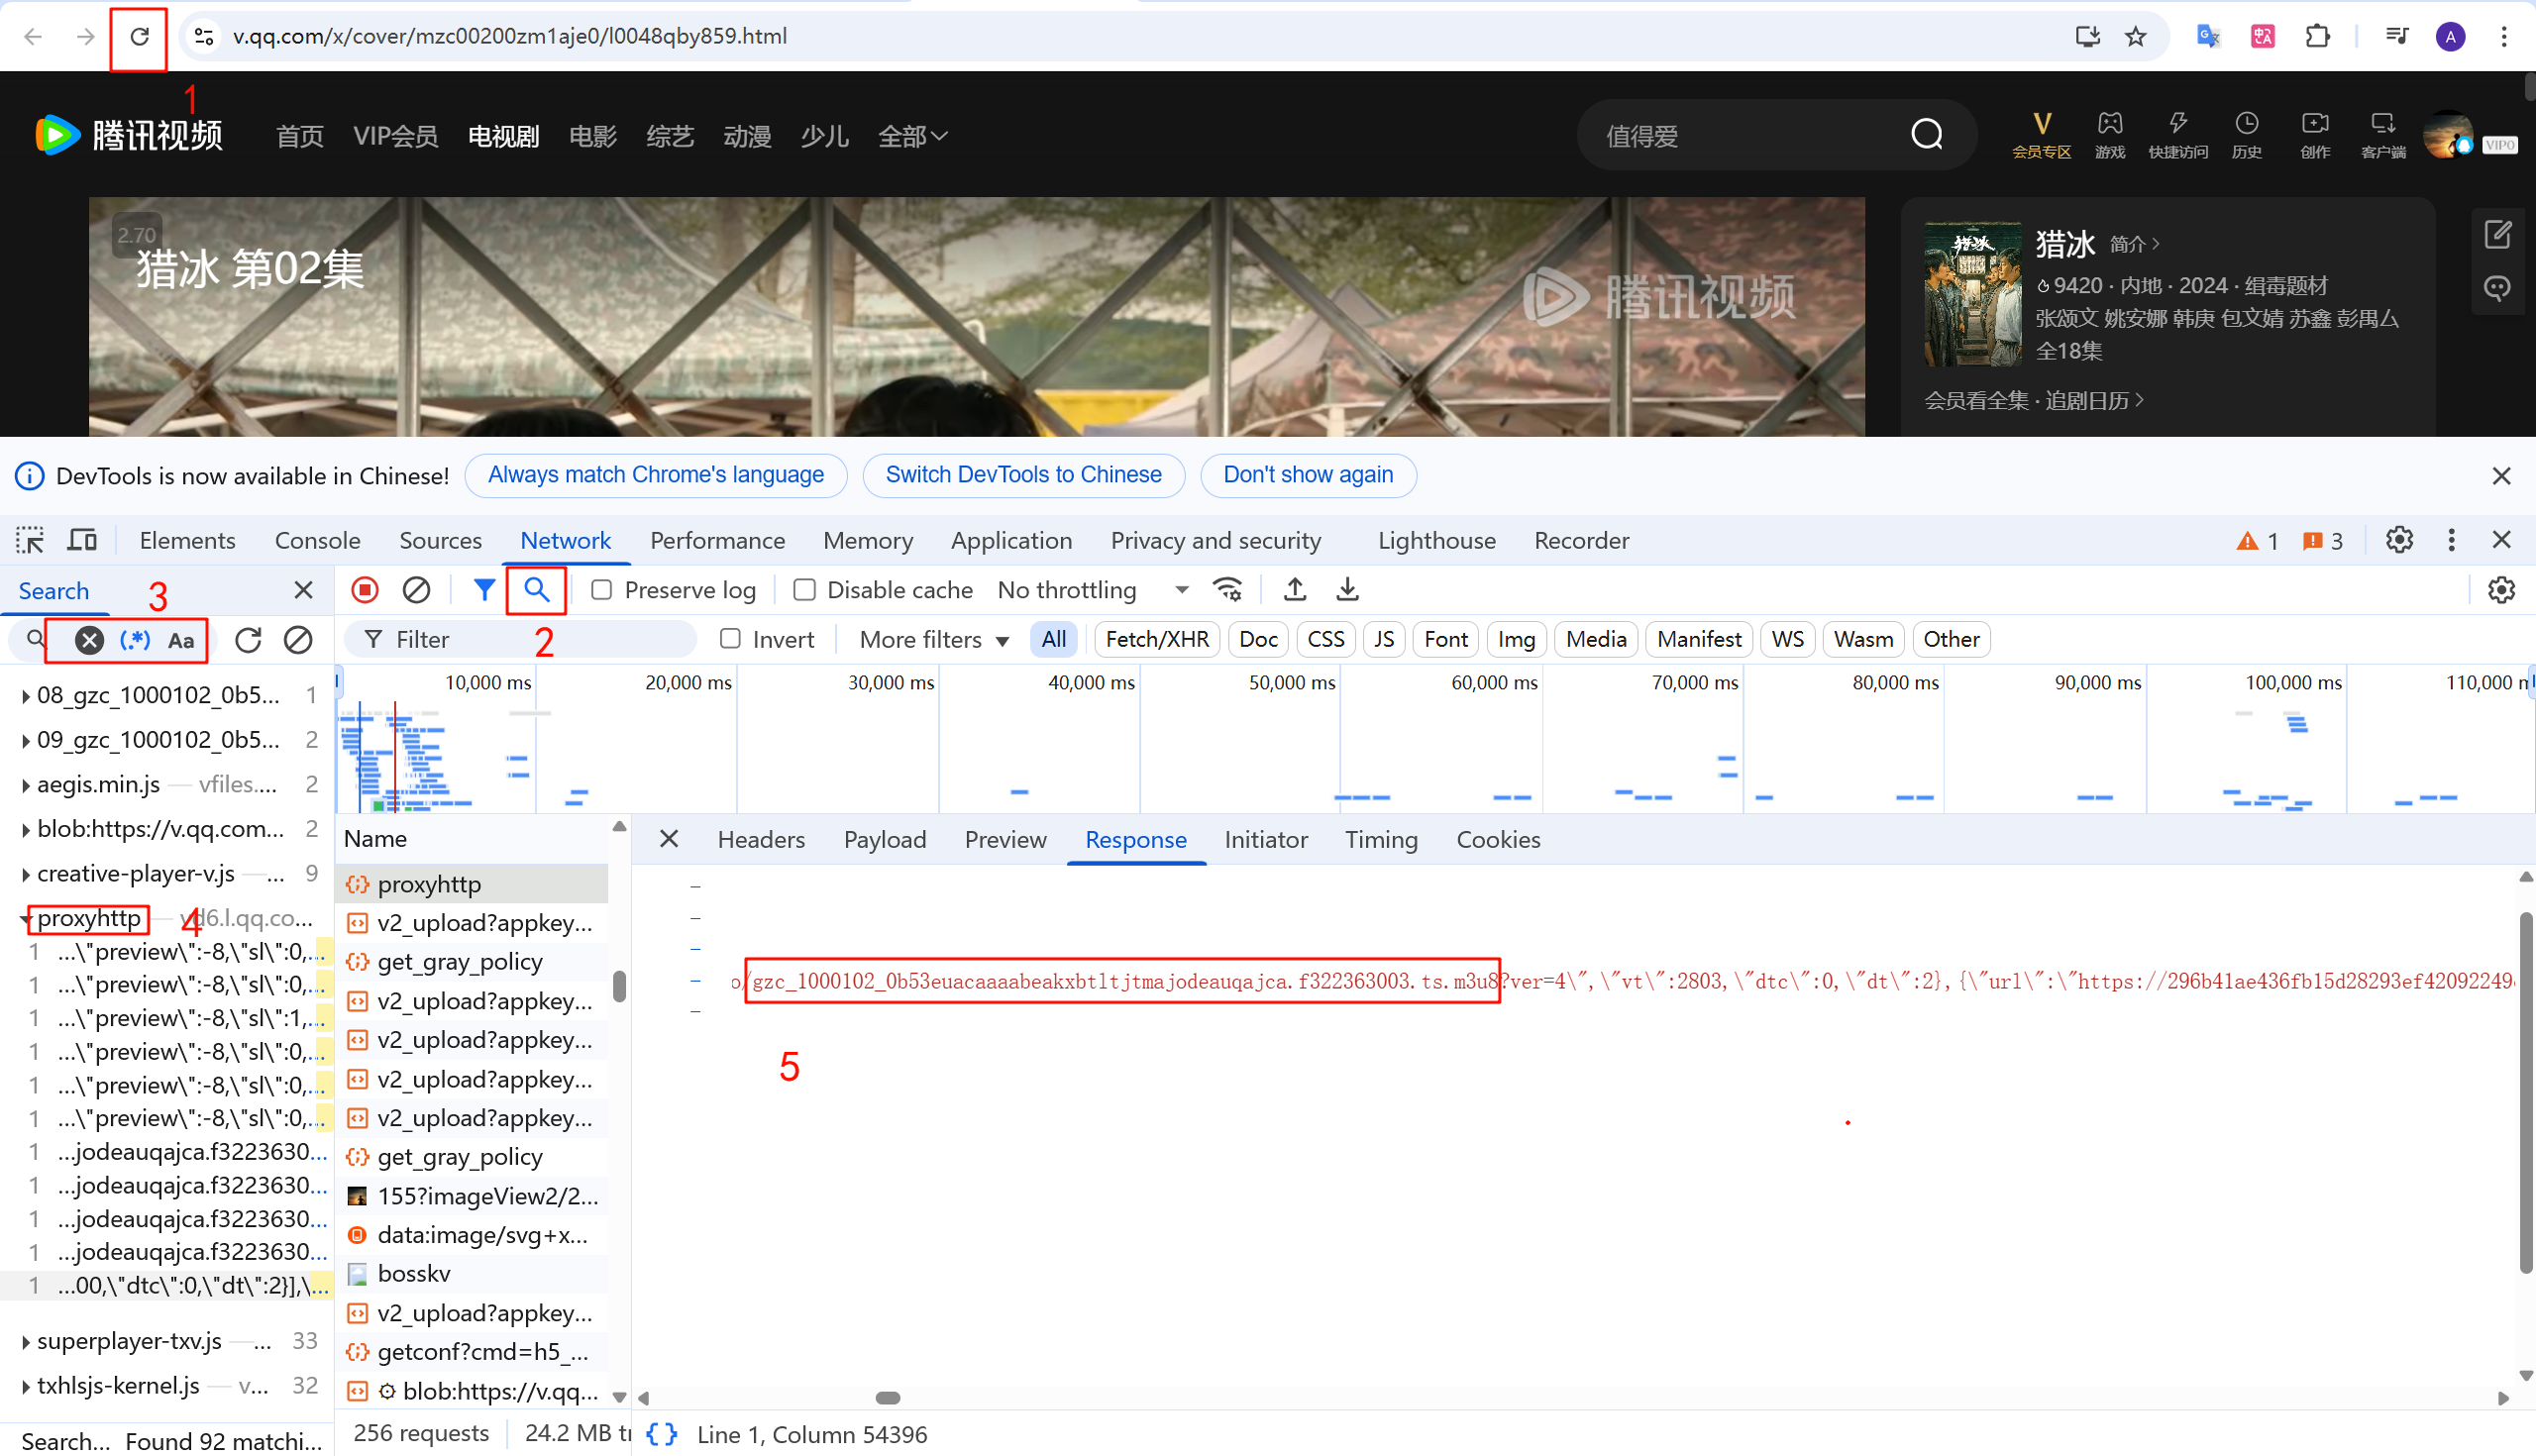 v.qq.com/x/cover/mzc00200zm1aje0/l0048qby859.html
A
1
腾讯视频
首页 VIP会员 电视剧 电影 综艺 动漫 少儿 全部
值得爱
V
会员专区 游戏 快捷访问 历史 创作 客户端
VIP0
2.70
猎冰 第02集
腾讯视频
猎冰
猎冰 简介
9420 · 内地 · 2024 · 缉毒题材
张颂文 姚安娜 韩庚 包文婧 苏鑫 彭禺厶
全18集
会员看全集 · 追剧日历
DevTools is now available in Chinese! Always match Chrome's language Switch DevTools to Chinese Don't show again
Elements Console Sources Network Performance Memory Application Privacy and security Lighthouse Recorder 1 3
Search 3
Preserve log Disable cache No throttling
(.*) Aa
Filter 2 Invert More filters All Fetch/XHR Doc CSS JS Font Img Media Manifest WS Wasm Other
10,000 ms 20,000 ms 30,000 ms 40,000 ms 50,000 ms 60,000 ms 70,000 ms 80,000 ms 90,000 ms 100,000 ms 110,000 m
08_gzc_1000102_0b5... 1
09_gzc_1000102_0b5... 2
aegis.min.js — vfiles.... 2
blob:https://v.qq.com... 2
creative-player-v.js —... 9
proxyhttp — vd6.l.qq.co...
4
1 ...\"preview\":-8,\"sl\":0,...
1 ...\"preview\":-8,\"sl\":0,...
1 ...\"preview\":-8,\"sl\":1,...
1 ...\"preview\":-8,\"sl\":0,...
1 ...\"preview\":-8,\"sl\":0,...
1 ...\"preview\":-8,\"sl\":0,...
1 ...jodeauqajca.f3223630...
1 ...jodeauqajca.f3223630...
1 ...jodeauqajca.f3223630...
1 ...jodeauqajca.f3223630...
1 ...00,\"dtc\":0,\"dt\":2}],\...
superplayer-txv.js —... 33
txhlsjs-kernel.js — v... 32
Search... Found 92 matchi...
Name
proxyhttp
v2_upload?appkey...
get_gray_policy
v2_upload?appkey...
v2_upload?appkey...
v2_upload?appkey...
v2_upload?appkey...
get_gray_policy
155?imageView2/2...
data:image/svg+x...
bosskv
v2_upload?appkey...
getconf?cmd=h5_...
blob:https://v.qq...
256 requests 24.2 MB tr
Headers Payload Preview Response Initiator Timing Cookies
-
-
-
- o/gzc_1000102_0b53euacaaaabeakxbtltjtmajodeauqajca.f322363003.ts.m3u8?ver=4\",\"vt\":2803,\"dtc\":0,\"dt\":2},{\"url\":\"https://296b41ae436fb15d28293ef42092249
-
5
{} Line 1, Column 54396